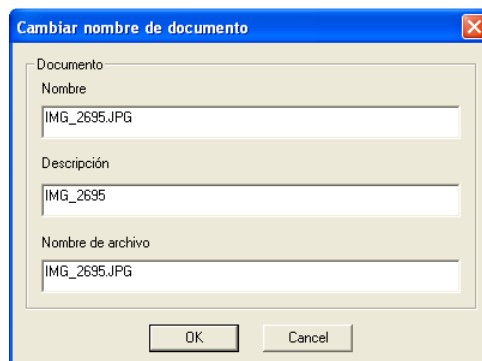 Cambiar nombre de documento
Documento
Nombre
IMG_2695.JPG
Descripción
IMG_2695
Nombre de archivo
IMG_2695.JPG
OK Cancel